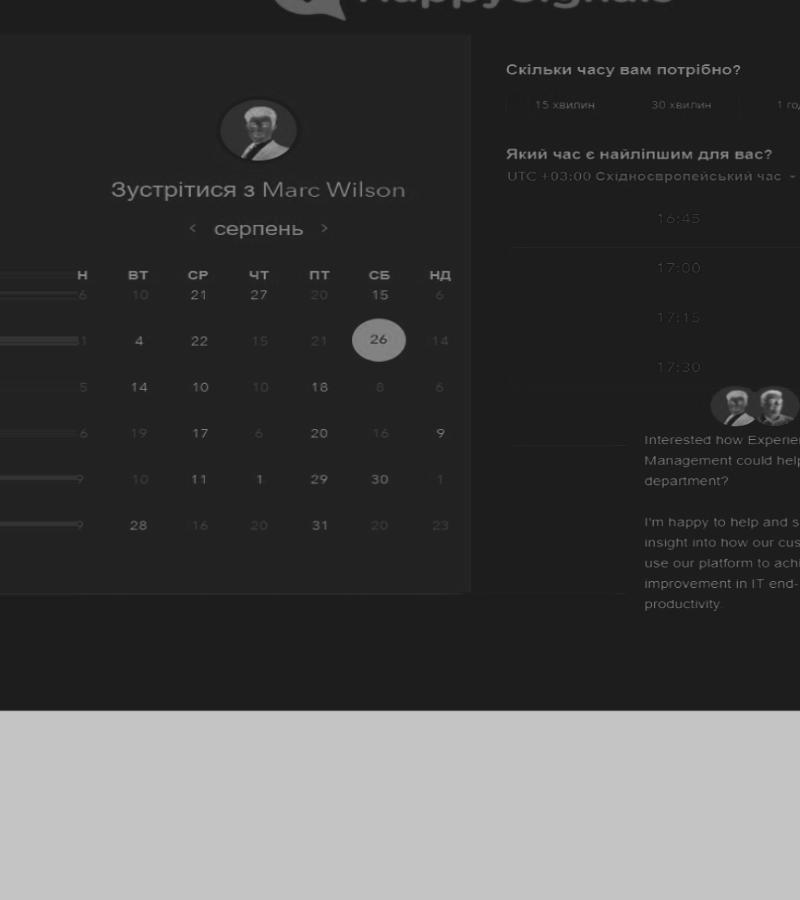 HappySignals
Зустрітися з Marc Wilson
< серпень >
Н ВТ СР ЧТ ПТ СБ НД
6 10 21 27 20 15 6
1 4 22 15 21 26 14
5 14 10 10 18 8 6
6 19 17 6 20 16 9
9 10 11 1 29 30 1
9 28 16 20 31 20 23
Скільки часу вам потрібно?
15 хвилин 30 хвилин 1 го
Який час є найліпшим для вас?
UTC +03:00 Східноєвропейський час
16:45
17:00
17:15
17:30
Interested how Experie
Management could help
department?
I'm happy to help and s
insight into how our cus
use our platform to achi
improvement in IT end-
productivity.